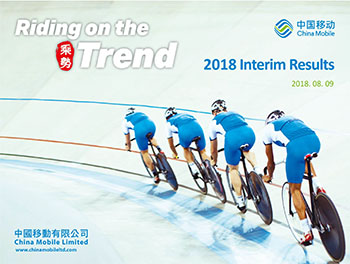 Riding on the
乘勢
Trend
中国移动
China Mobile
2018 Interim Results
2018. 08. 09
中國移動有限公司
China Mobile Limited
www.chinamobileltd.com